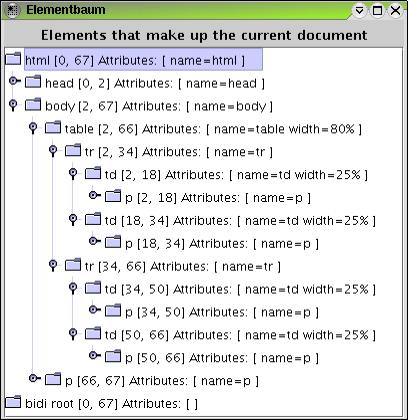 Elementbaum
Elements that make up the current document
html [0, 67] Attributes: [ name=html ]
head [0, 2] Attributes: [ name=head ]
body [2, 67] Attributes: [ name=body ]
table [2, 66] Attributes: [ name=table width=80% ]
tr [2, 34] Attributes: [ name=tr ]
td [2, 18] Attributes: [ name=td width=25% ]
p [2, 18] Attributes: [ name=p ]
td [18, 34] Attributes: [ name=td width=25% ]
p [18, 34] Attributes: [ name=p ]
tr [34, 66] Attributes: [ name=tr ]
td [34, 50] Attributes: [ name=td width=25% ]
p [34, 50] Attributes: [ name=p ]
td [50, 66] Attributes: [ name=td width=25% ]
p [50, 66] Attributes: [ name=p ]
p [66, 67] Attributes: [ name=p ]
bidi root [0, 67] Attributes: [ ]